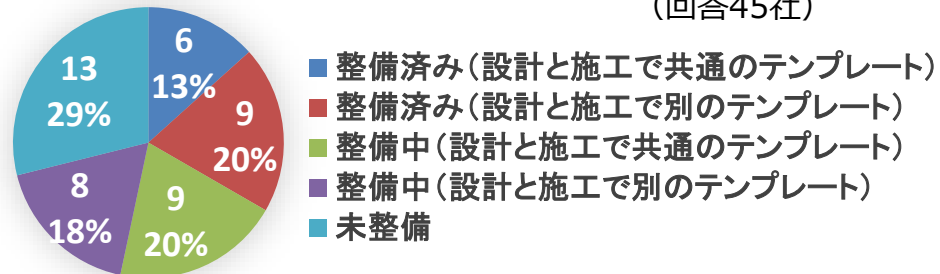 （回答45社）
6
13%
9
20%
9
20%
8
18%
13
29%
整備済み（設計と施工で共通のテンプレート）
整備済み（設計と施工で別のテンプレート）
整備中（設計と施工で共通のテンプレート）
整備中（設計と施工で別のテンプレート）
未整備